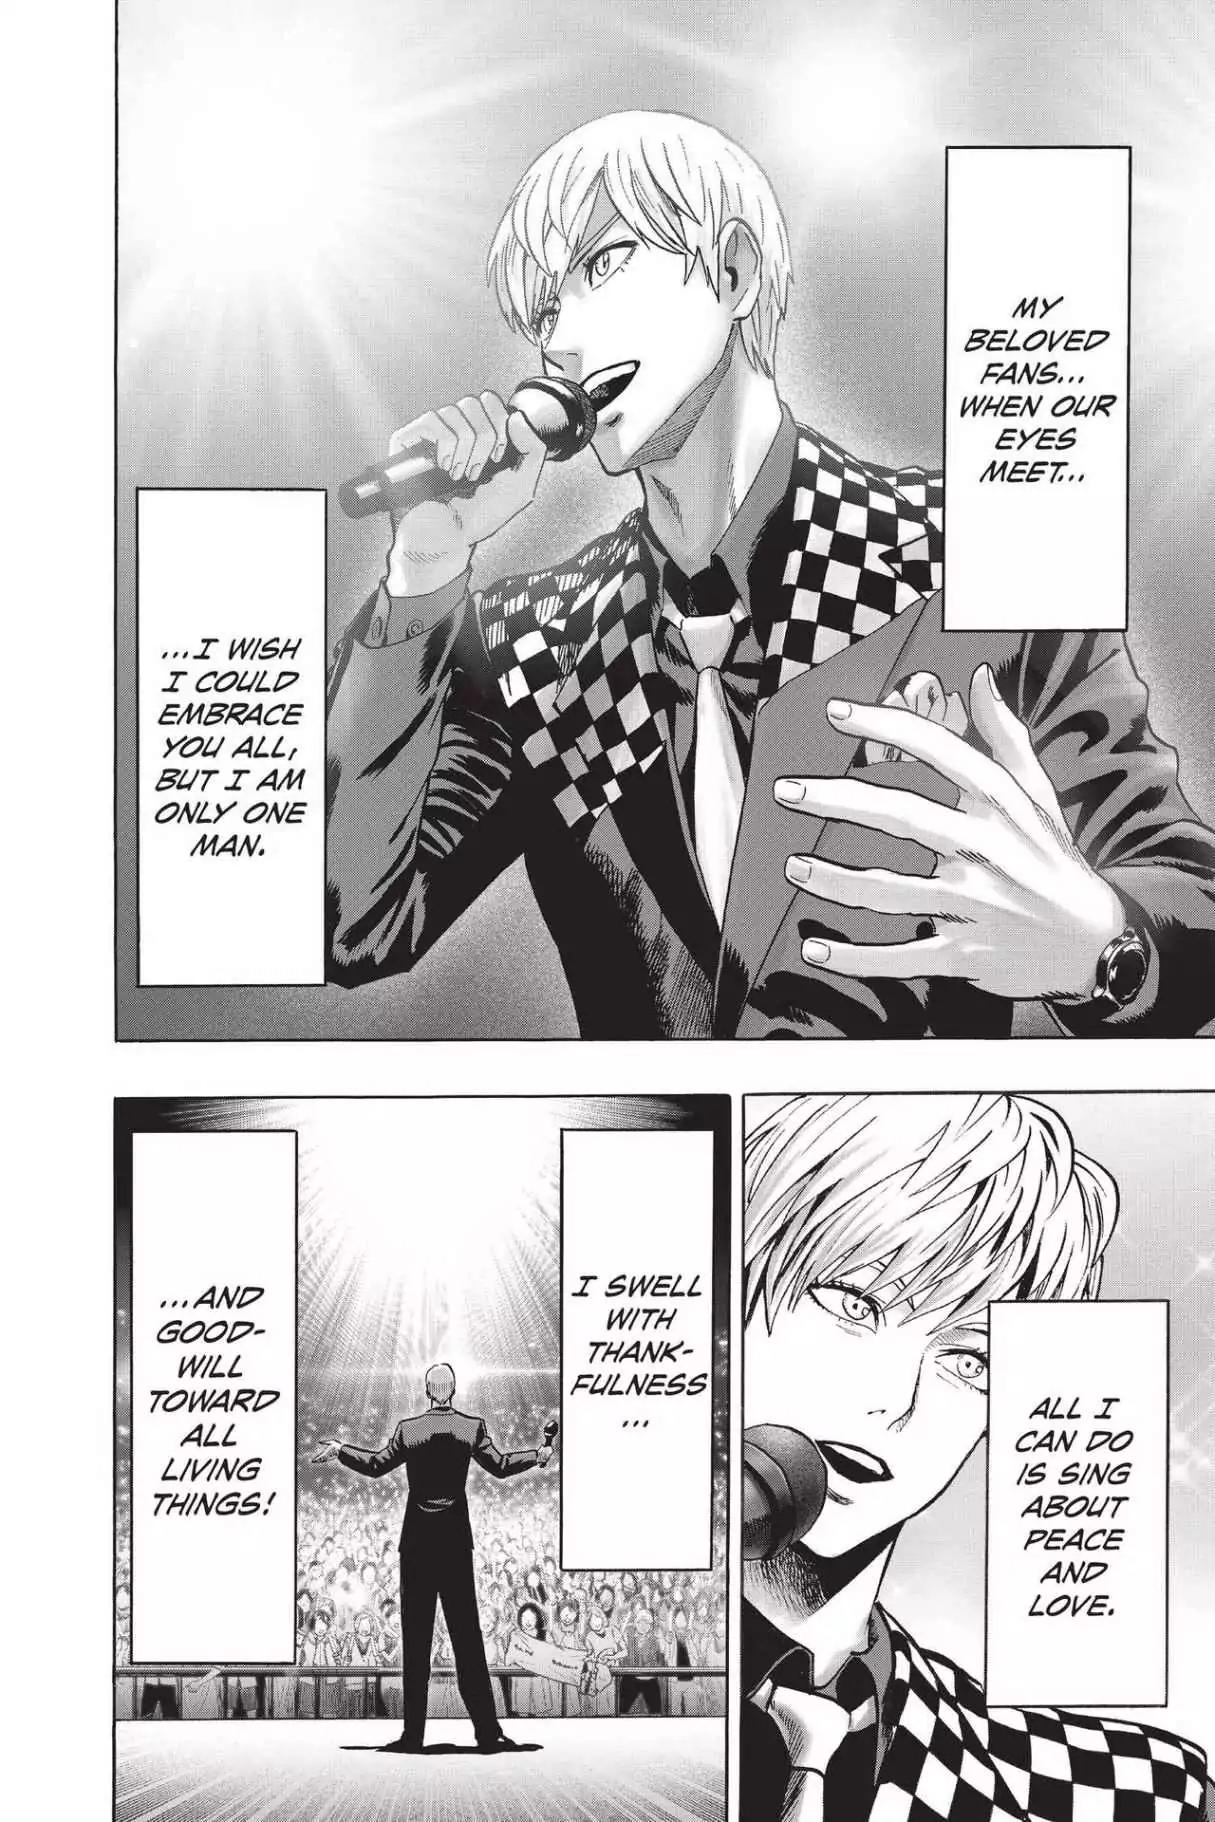 MY
BELOVED
FANS...
WHEN OUR
EYES
MEET...
...I WISH
I COULD
EMBRACE
YOU ALL,
BUT I AM
ONLY ONE
MAN.
ALL I
CAN DO
IS SING
ABOUT
PEACE
AND
LOVE.
I SWELL
WITH
THANK-
FULNESS
...
...AND
GOOD-
WILL
TOWARD
ALL
LIVING
THINGS!